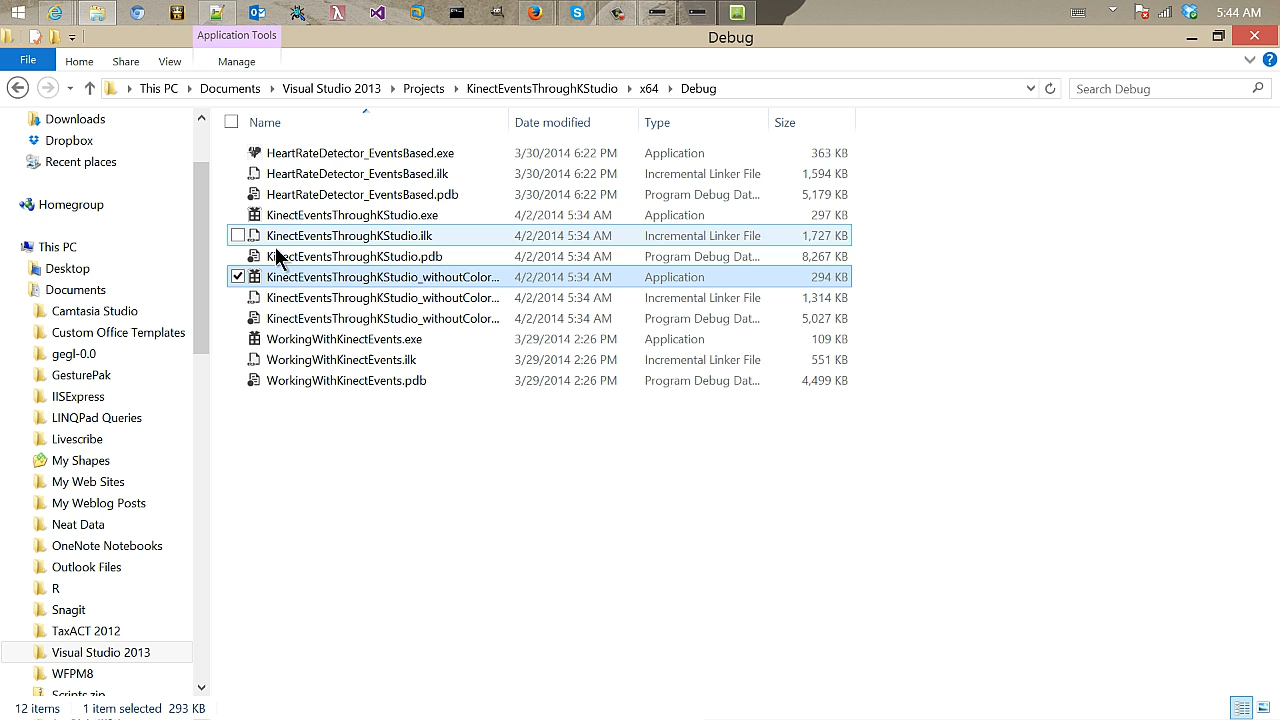 5:44 AM
Application Tools
Debug
File
Home
Share
View
Manage
This PC
Documents
Visual Studio 2013
Projects
KinectEventsThroughKStudio
x64
Debug
Search Debug
Downloads
Dropbox
Recent places
Homegroup
This PC
Desktop
Documents
Camtasia Studio
Custom Office Templates
gegl-0.0
GesturePak
IISExpress
LINQPad Queries
Livescribe
My Shapes
My Web Sites
My Weblog Posts
Neat Data
OneNote Notebooks
Outlook Files
R
Snagit
TaxACT 2012
Visual Studio 2013
WFPM8
Scripts.zip
Name Date modified Type Size
HeartRateDetector_EventsBased.exe 3/30/2014 6:22 PM Application 363 KB
HeartRateDetector_EventsBased.ilk 3/30/2014 6:22 PM Incremental Linker File 1,594 KB
HeartRateDetector_EventsBased.pdb 3/30/2014 6:22 PM Program Debug Dat... 5,179 KB
KinectEventsThroughKStudio.exe 4/2/2014 5:34 AM Application 297 KB
KinectEventsThroughKStudio.ilk 4/2/2014 5:34 AM Incremental Linker File 1,727 KB
KinectEventsThroughKStudio.pdb 4/2/2014 5:34 AM Program Debug Dat... 8,267 KB
KinectEventsThroughKStudio_withoutColor... 4/2/2014 5:34 AM Application 294 KB
KinectEventsThroughKStudio_withoutColor... 4/2/2014 5:34 AM Incremental Linker File 1,314 KB
KinectEventsThroughKStudio_withoutColor... 4/2/2014 5:34 AM Program Debug Dat... 5,027 KB
WorkingWithKinectEvents.exe 3/29/2014 2:26 PM Application 109 KB
WorkingWithKinectEvents.ilk 3/29/2014 2:26 PM Incremental Linker File 551 KB
WorkingWithKinectEvents.pdb 3/29/2014 2:26 PM Program Debug Dat... 4,499 KB
12 items 1 item selected 293 KB